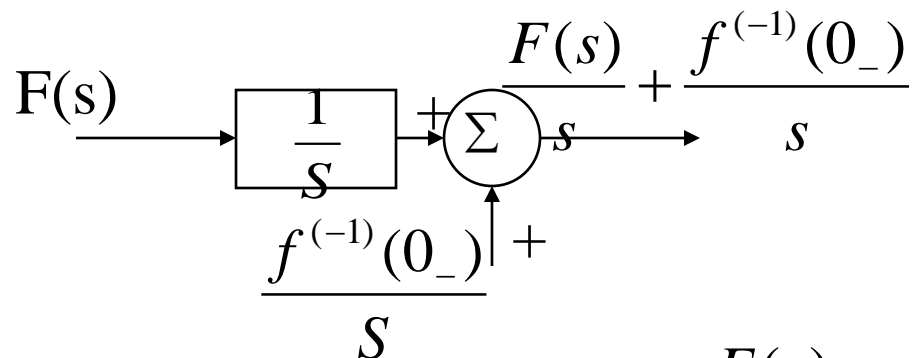 F(s)
1/s
+
Σ
F(s)/s + f^(−1)(0_−)/s
f^(−1)(0_−)/S
+